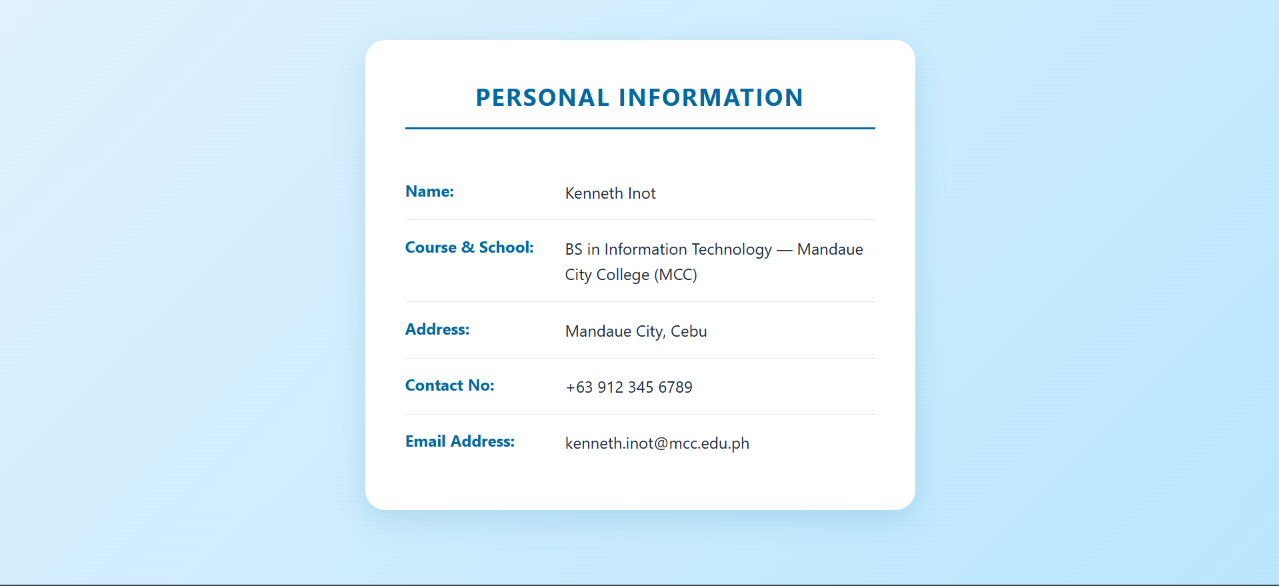 PERSONAL INFORMATION
Name: Kenneth Inot
Course & School: BS in Information Technology — Mandaue
City College (MCC)
Address: Mandaue City, Cebu
Contact No: +63 912 345 6789
Email Address: kenneth.inot@mcc.edu.ph